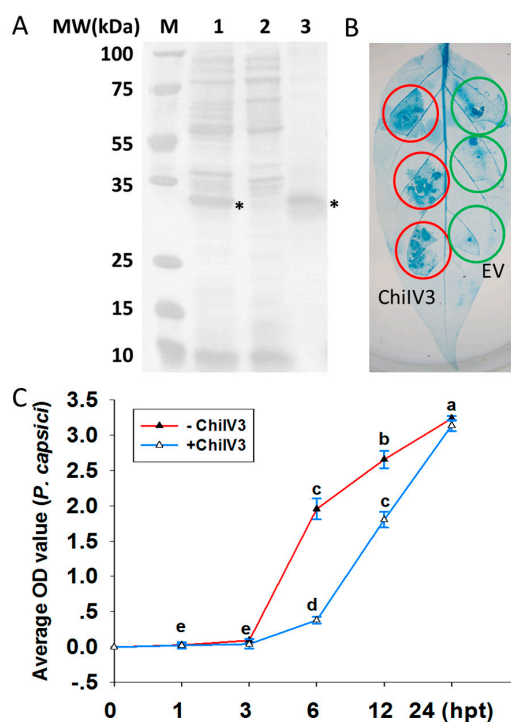 A MW(kDa) M 1 2 3
100
75
55
35
* *
25
15
10
B
ChiIV3
EV
C
Average OD value (P. capsici)
3.5
3.0
2.5
2.0
1.5
1.0
.5
0.0
-.5
- ChiIV3
+ChiIV3
e
e
c
d
b
c
a
0 1 3 6 12 24 (hpt)